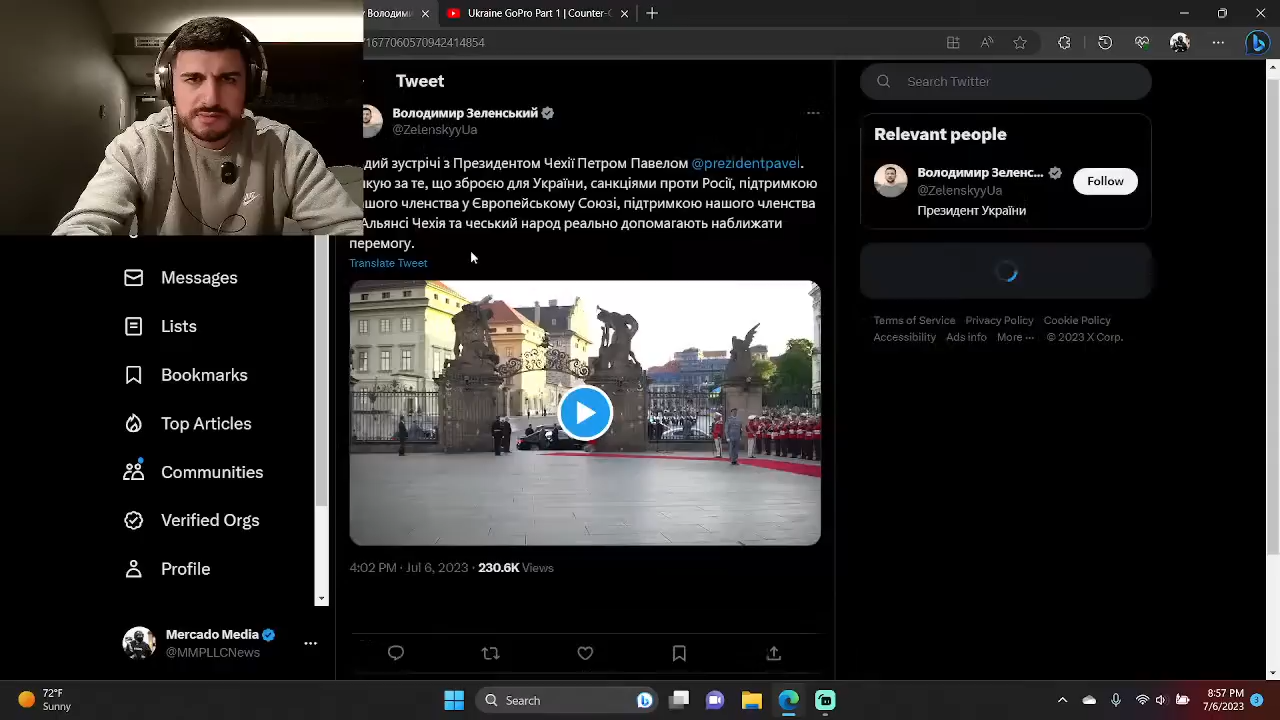 Володими
Ukraine GoPro Part 1 | Counter-
1677060570942414854
Tweet
Search Twitter
Володимир Зеленський
@ZelenskyyUa
дий зустрічі з Президентом Чехії Петром Павелом @prezidentpavel.
кую за те, що зброєю для України, санкціями проти Росії, підтримкою
шого членства у Європейському Союзі, підтримкою нашого членства
Альянсі Чехія та чеський народ реально допомагають наближати
перемогу.
Translate Tweet
4:02 PM · Jul 6, 2023 · 230.6K Views
Relevant people
Володимир Зеленс...
@ZelenskyyUa
Follow
Президент України
Terms of Service Privacy Policy Cookie Policy
Accessibility Ads info More ··· © 2023 X Corp.
Messages
Lists
Bookmarks
Top Articles
Communities
Verified Orgs
Profile
Mercado Media
@MMPLLCNews
72°F
Sunny
Search
8:57 PM
7/6/2023
3